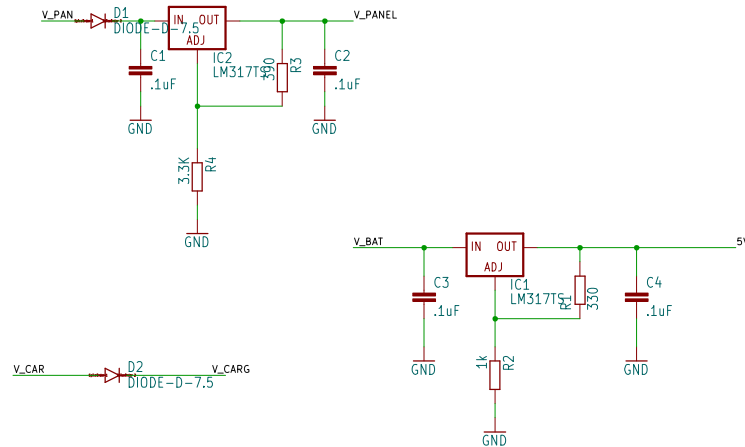 V_PAN
D1
DIODE-D-7.5
IN OUT
ADJ
V_PANEL
C1
.1uF
IC2
LM317TS
390
R3
C2
.1uF
GND
GND
3.3K
R4
GND
V_BAT
IN OUT
ADJ
5V
C3
.1uF
IC1
LM317TS
R1
330
C4
.1uF
GND
1k
R2
GND
GND
V_CAR
D2
DIODE-D-7.5
V_CARG